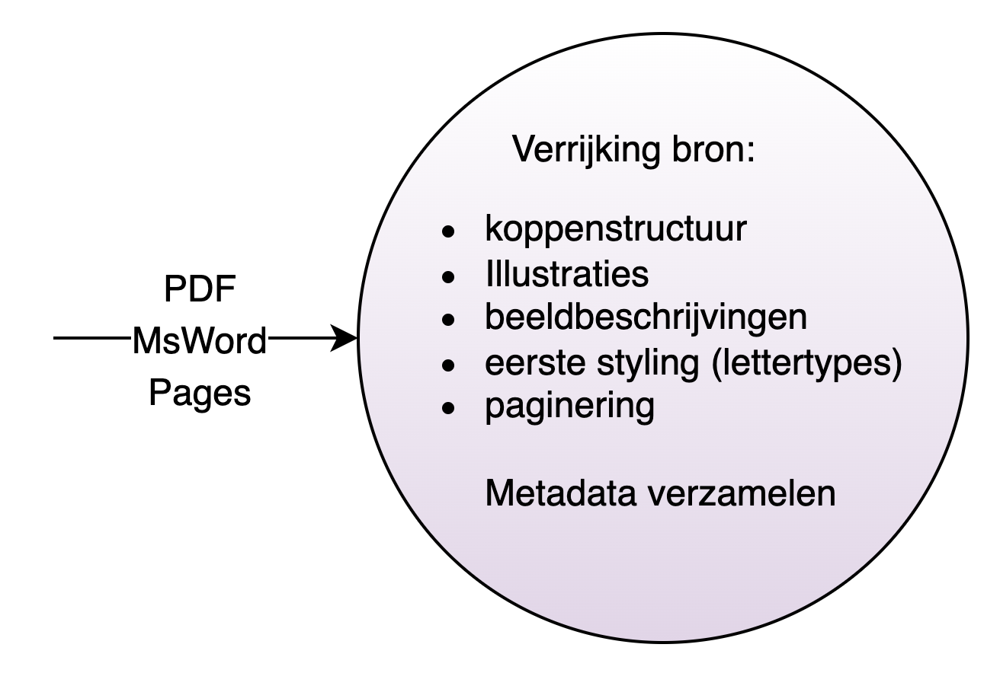 PDF
MsWord
Pages
Verrijking bron:
• koppenstructuur
• Illustraties
• beeldbeschrijvingen
• eerste styling (lettertypes)
• paginering
Metadata verzamelen